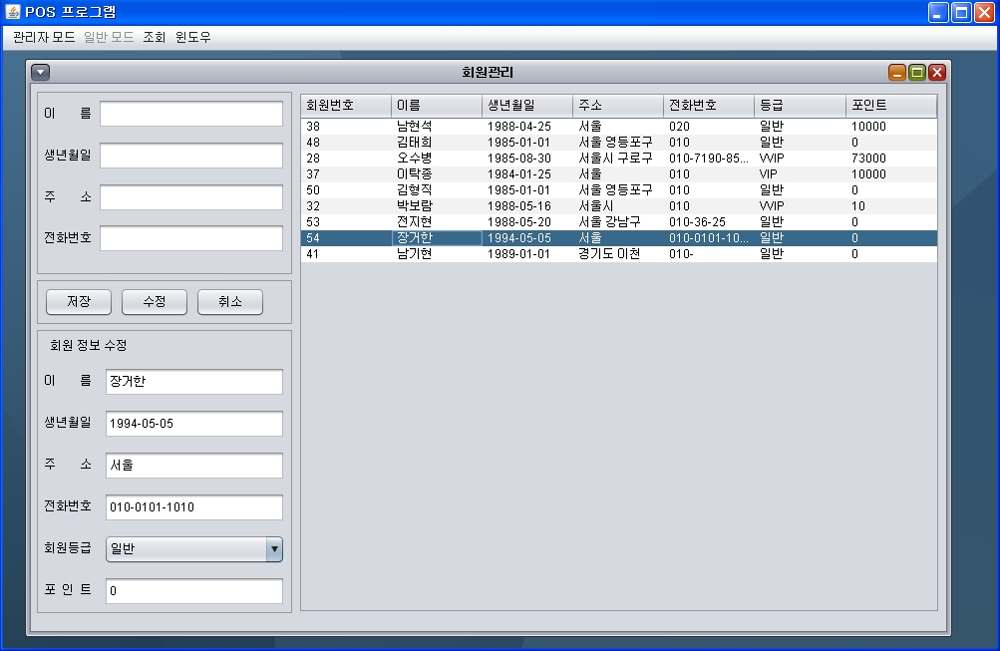 POS 프로그램
관리자 모드 일반 모드 조회 윈도우
회원관리
이 름
생년월일
주 소
전화번호
저장 수정 취소
회원 정보 수정
이 름 장거한
생년월일 1994-05-05
주 소 서울
전화번호 010-0101-1010
회원등급 일반
포 인 트 0
회원번호 이름 생년월일 주소 전화번호 등급 포인트
38 남현석 1988-04-25 서울 020 일반 10000
48 김태희 1985-01-01 서울 영등포구 010 일반 0
28 오수병 1985-08-30 서울시 구로구 010-7190-85... VVIP 73000
37 이탁종 1984-01-25 서울 010 VIP 10000
50 김형직 1985-01-01 서울 영등포구 010 일반 0
32 박보람 1988-05-16 서울시 010 VVIP 10
53 전지현 1988-05-20 서울 강남구 010-36-25 일반 0
54 장거한 1994-05-05 서울 010-0101-10... 일반 0
41 남기현 1989-01-01 경기도 이천 010- 일반 0